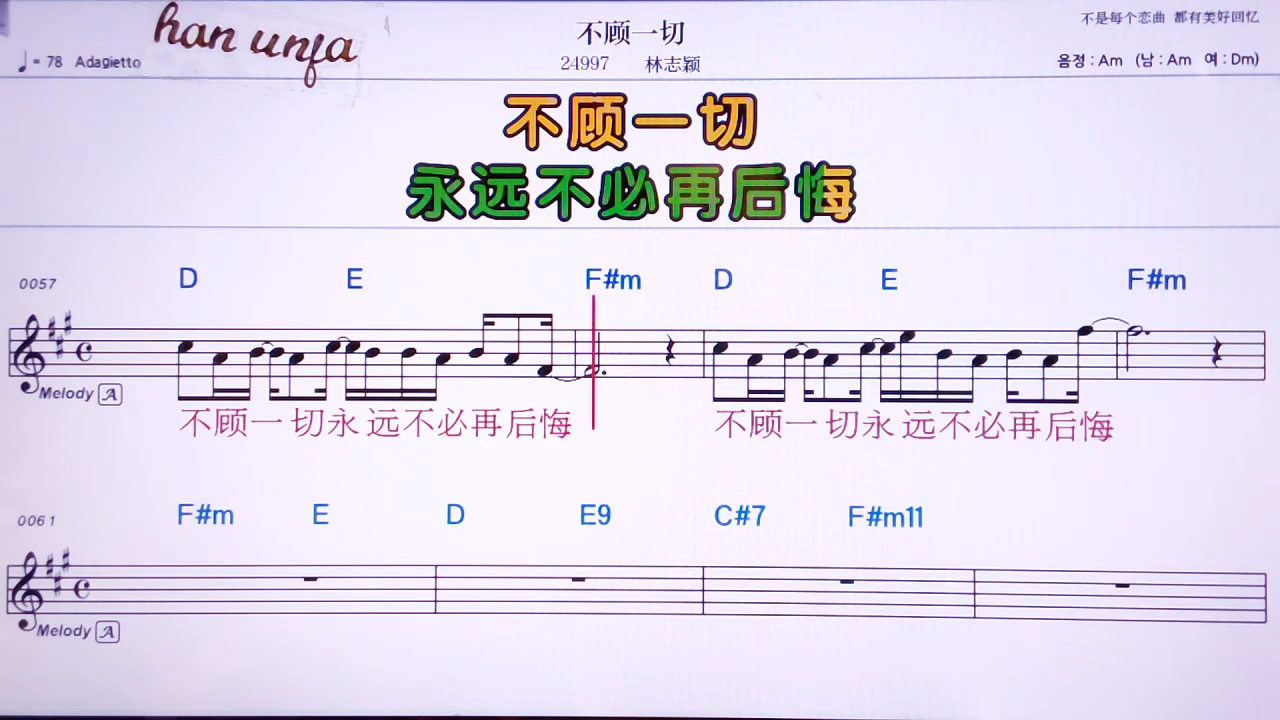 han unfa
不顾一切
不是每个恋曲 都有美好回忆
♩= 78 Adagietto
24997 林志颖
음정 : Am (남 : Am 여 : Dm)
不顾一切
永远不必再后悔
0057
D E F#m D E F#m
Melody A
不顾一切永远不必再后悔 不顾一切永远不必再后悔
0061
F#m E D E9 C#7 F#m11
Melody A